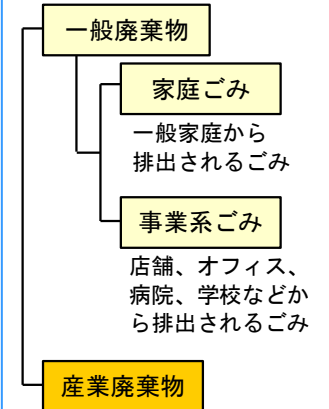 一般廃棄物
家庭ごみ
一般家庭から
排出されるごみ
事業系ごみ
店舗、オフィス、
病院、学校などか
ら排出されるごみ
産業廃棄物